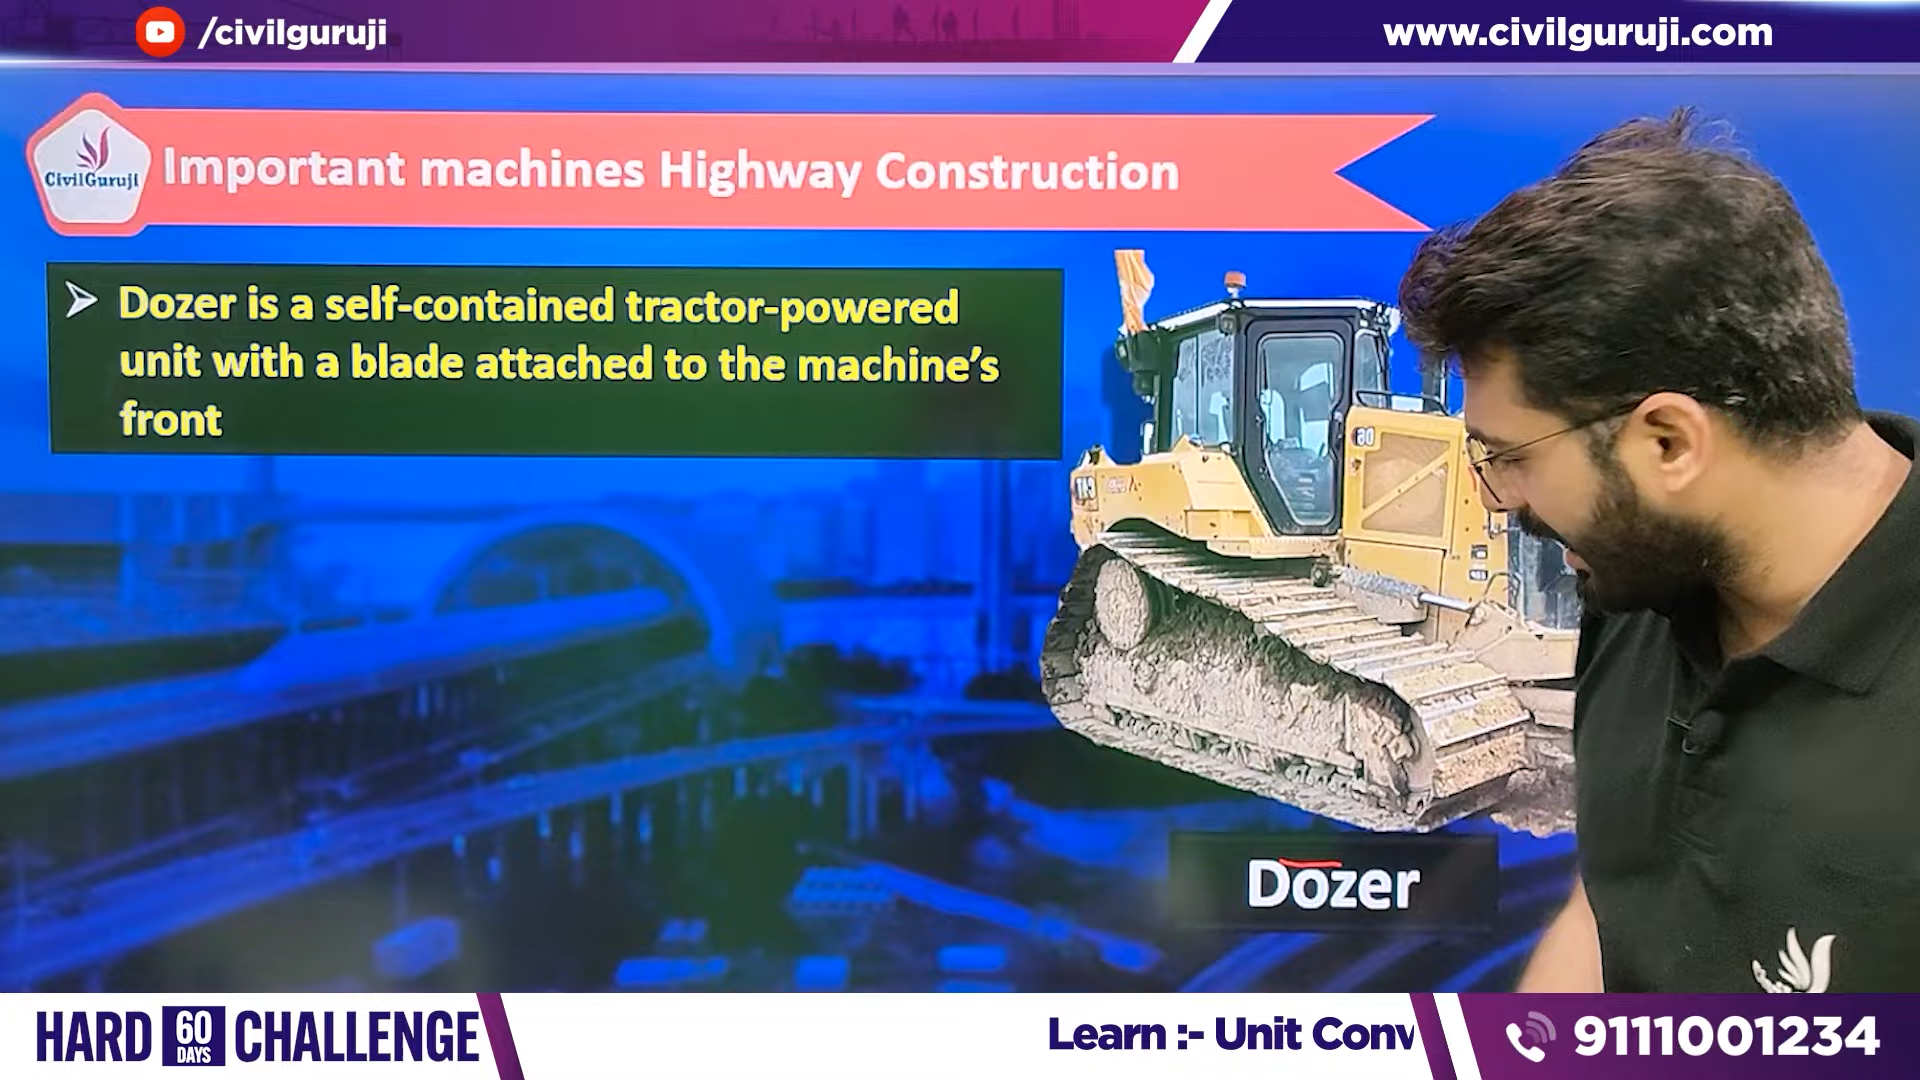 /civilguruji
www.civilguruji.com
CivilGuruji
Important machines Highway Construction
Dozer is a self-contained tractor-powered
unit with a blade attached to the machine’s
front
D6
Dozer
HARD 60 DAYS CHALLENGE
Learn :- Unit Conv
9111001234